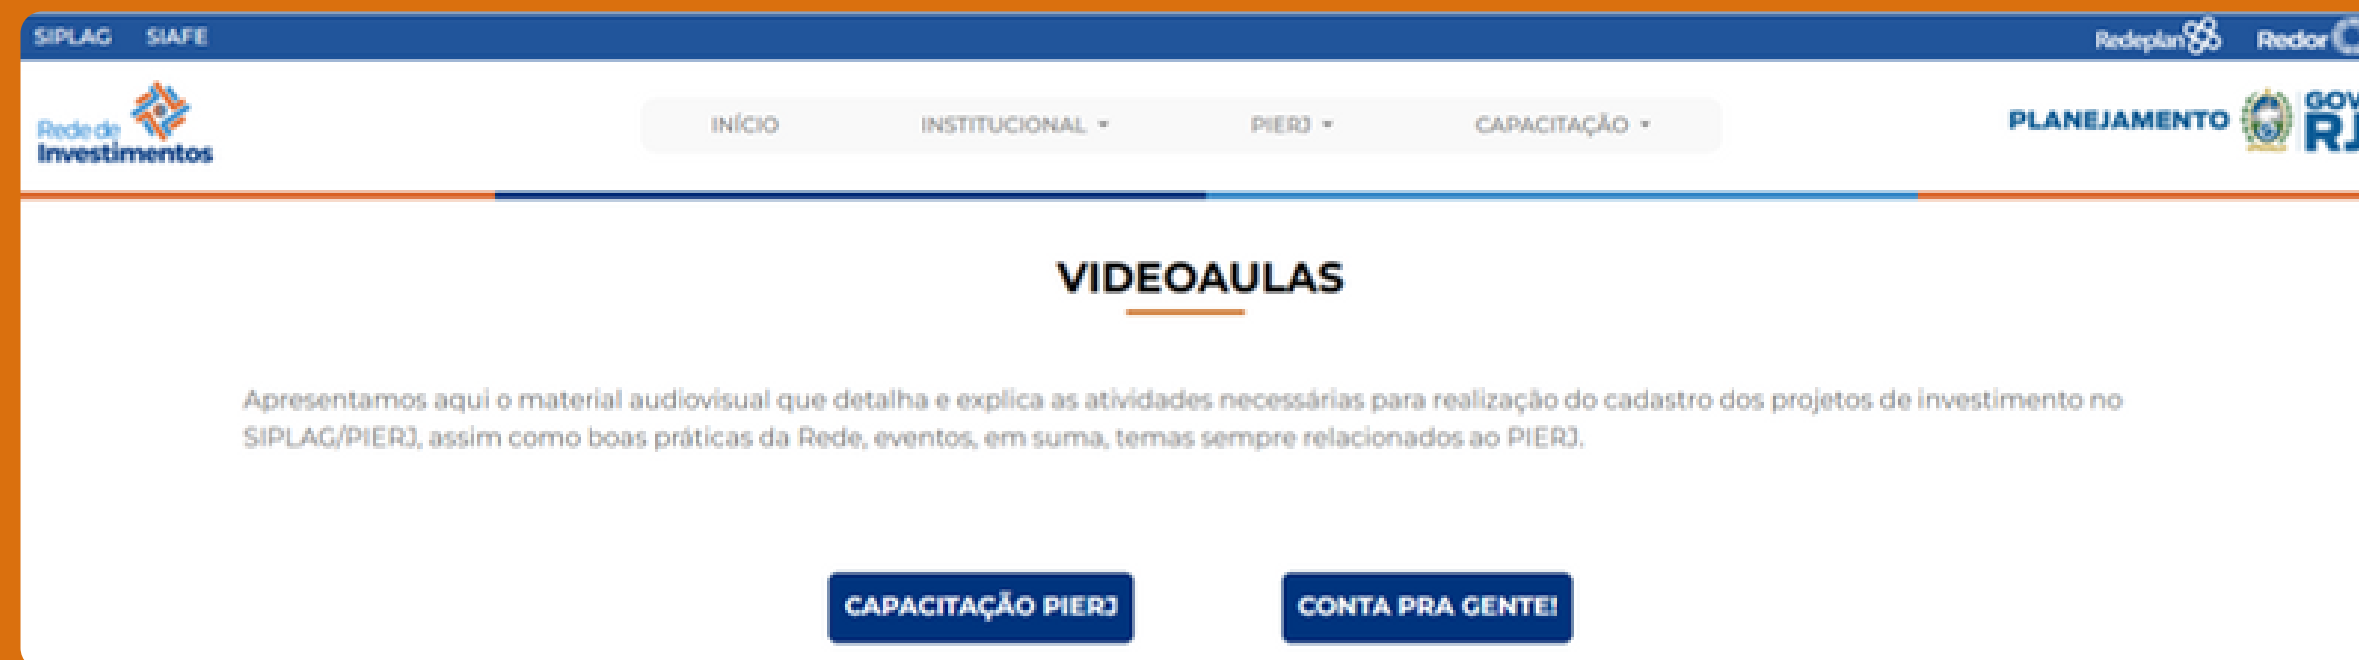 SIPLAG SIAFE Redeplan Redor
Rede de
Investimentos
INÍCIO INSTITUCIONAL PIERJ CAPACITAÇÃO
PLANEJAMENTO
VIDEOAULAS
Apresentamos aqui o material audiovisual que detalha e explica as atividades necessárias para realização do cadastro dos projetos de investimento no
SIPLAG/PIERJ, assim como boas práticas da Rede, eventos, em suma, temas sempre relacionados ao PIERJ.
CAPACITAÇÃO PIERJ CONTA PRA GENTE!